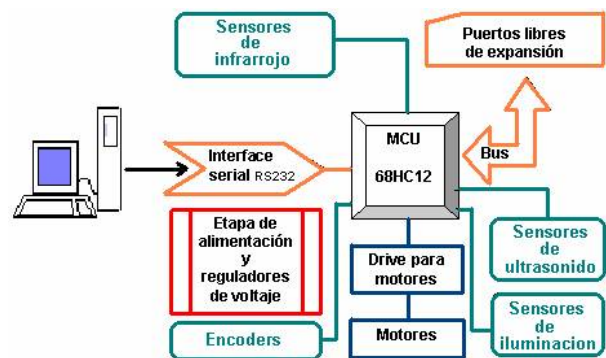 Sensores
de
infrarrojo
Puertos libres
de expansión
MCU
68HC12
Bus
Interface
serial RS232
Etapa de
alimentación
y
reguladores
de voltaje
Drive para
motores
Sensores
de
ultrasonido
Encoders
Motores
Sensores
de
iluminacion